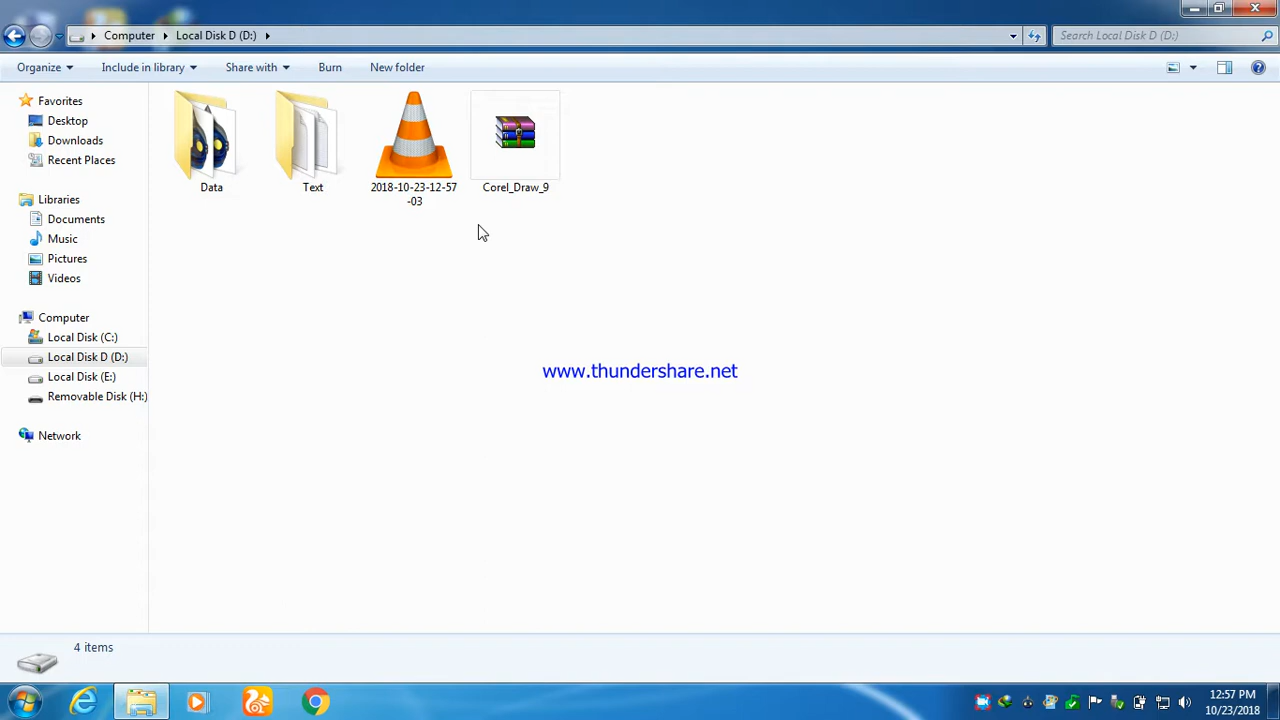 Computer
Local Disk D (D:)
Search Local Disk D (D:)
Organize
Include in library
Share with
Burn
New folder
Favorites
Desktop
Downloads
Recent Places
Libraries
Documents
Music
Pictures
Videos
Computer
Local Disk (C:)
Local Disk D (D:)
Local Disk (E:)
Removable Disk (H:)
Network
Data
Text
2018-10-23-12-57
-03
Corel_Draw_9
www.thundershare.net
4 items
12:57 PM
10/23/2018